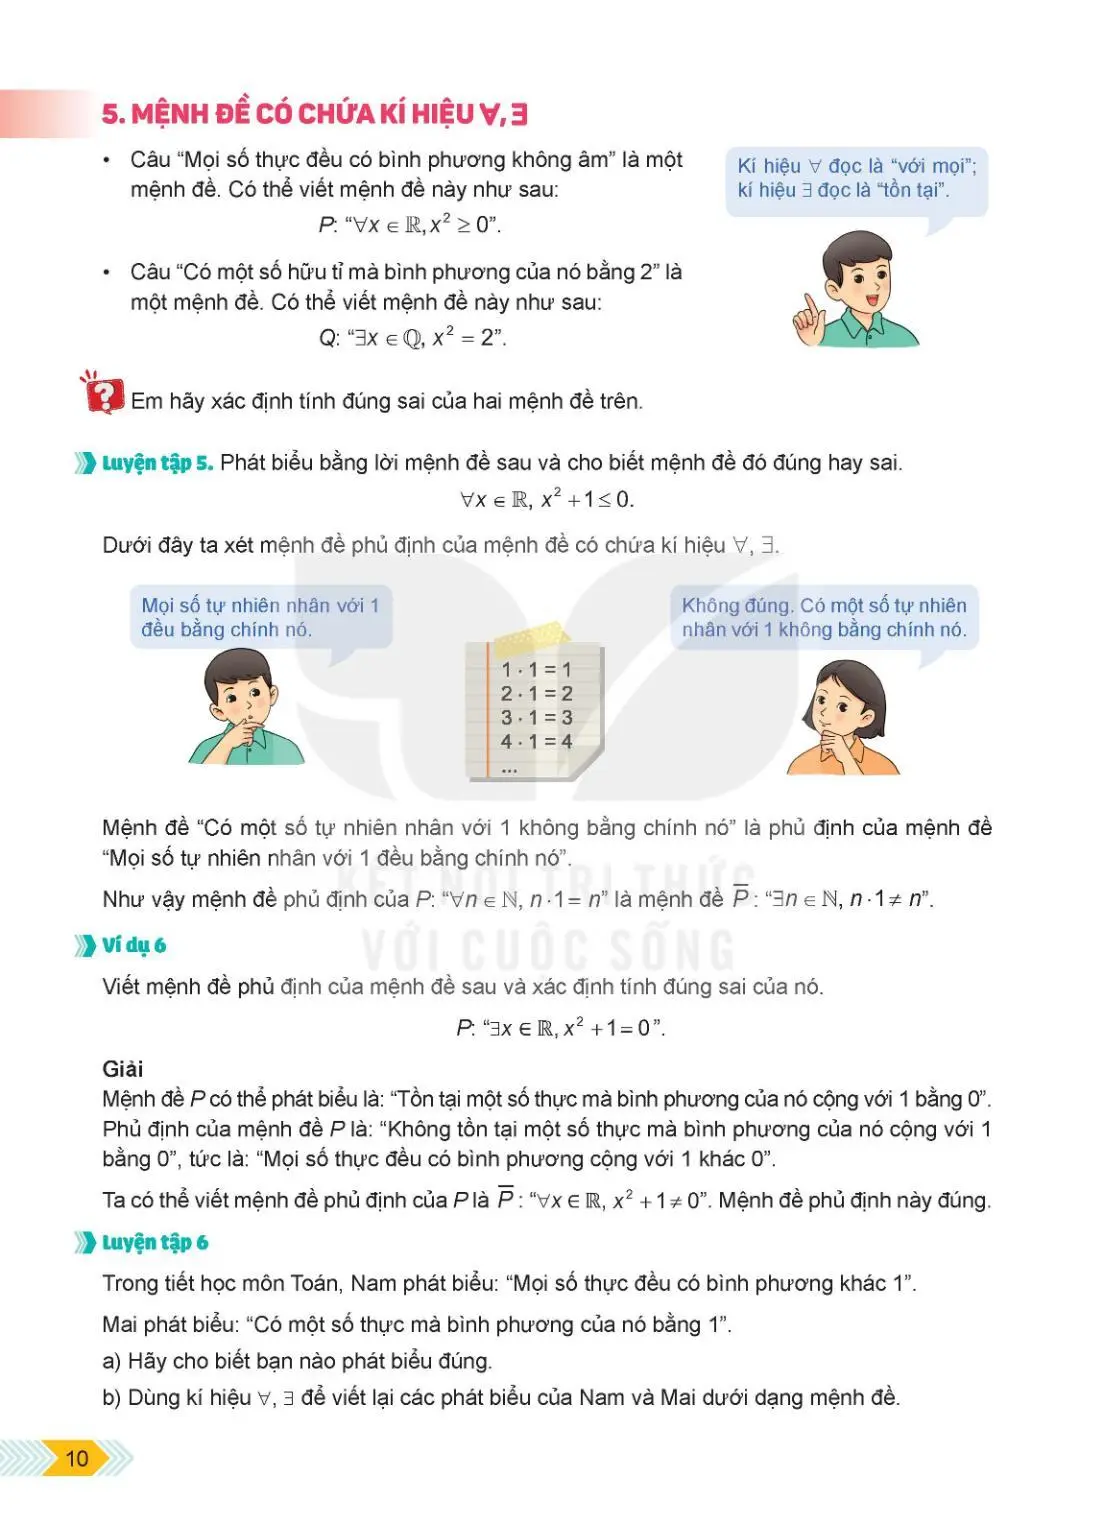 5. MỆNH ĐỀ CÓ CHỨA KÍ HIỆU ∀, ∃
• Câu “Mọi số thực đều có bình phương không âm” là một
mệnh đề. Có thể viết mệnh đề này như sau:
P: “∀x ∈ ℝ, x² ≥ 0”.
Kí hiệu ∀ đọc là “với mọi”;
kí hiệu ∃ đọc là “tồn tại”.
• Câu “Có một số hữu tỉ mà bình phương của nó bằng 2” là
một mệnh đề. Có thể viết mệnh đề này như sau:
Q: “∃x ∈ ℚ, x² = 2”.
? Em hãy xác định tính đúng sai của hai mệnh đề trên.
Luyện tập 5. Phát biểu bằng lời mệnh đề sau và cho biết mệnh đề đó đúng hay sai.
∀x ∈ ℝ, x² + 1 ≤ 0.
Dưới đây ta xét mệnh đề phủ định của mệnh đề có chứa kí hiệu ∀, ∃.
Mọi số tự nhiên nhân với 1
đều bằng chính nó.
1 · 1 = 1
2 · 1 = 2
3 · 1 = 3
4 · 1 = 4
...
Không đúng. Có một số tự nhiên
nhân với 1 không bằng chính nó.
Mệnh đề “Có một số tự nhiên nhân với 1 không bằng chính nó” là phủ định của mệnh đề
“Mọi số tự nhiên nhân với 1 đều bằng chính nó”.
Như vậy mệnh đề phủ định của P: “∀n ∈ ℕ, n · 1 = n” là mệnh đề P̅ : “∃n ∈ ℕ, n · 1 ≠ n”.
KẾT NỐI TRI THỨC
VỚI CUỘC SỐNG
Ví dụ 6
Viết mệnh đề phủ định của mệnh đề sau và xác định tính đúng sai của nó.
P: “∃x ∈ ℝ, x² + 1 = 0”.
Giải
Mệnh đề P có thể phát biểu là: “Tồn tại một số thực mà bình phương của nó cộng với 1 bằng 0”.
Phủ định của mệnh đề P là: “Không tồn tại một số thực mà bình phương của nó cộng với 1
bằng 0”, tức là: “Mọi số thực đều có bình phương cộng với 1 khác 0”.
Ta có thể viết mệnh đề phủ định của P là P̅ : “∀x ∈ ℝ, x² + 1 ≠ 0”. Mệnh đề phủ định này đúng.
Luyện tập 6
Trong tiết học môn Toán, Nam phát biểu: “Mọi số thực đều có bình phương khác 1”.
Mai phát biểu: “Có một số thực mà bình phương của nó bằng 1”.
a) Hãy cho biết bạn nào phát biểu đúng.
b) Dùng kí hiệu ∀, ∃ để viết lại các phát biểu của Nam và Mai dưới dạng mệnh đề.
10